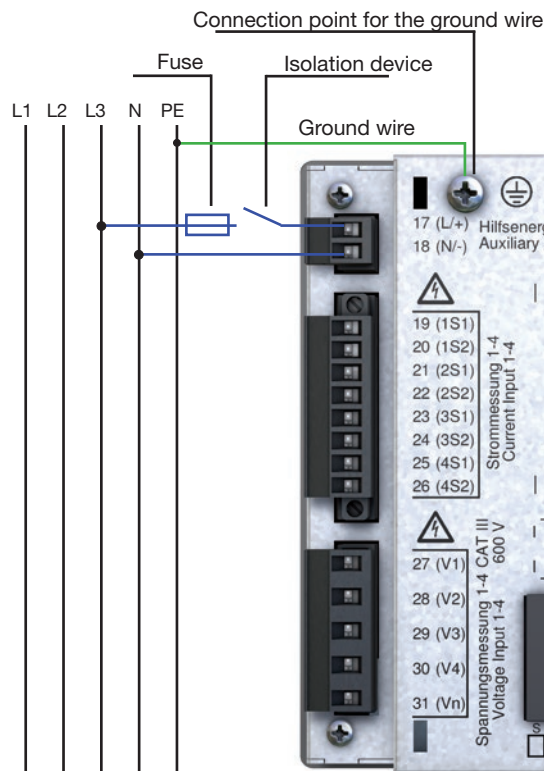 Connection point for the ground wire
Fuse
Isolation device
L1 L2 L3 N PE
Ground wire
17 (L/+) Hilfsenerg
18 (N/-) Auxiliary
19 (1S1)
20 (1S2)
21 (2S1)
22 (2S2)
23 (3S1)
24 (3S2)
25 (4S1)
26 (4S2)
Strommessung 1-4
Current Input 1-4
27 (V1)
28 (V2)
29 (V3)
30 (V4)
31 (Vn)
Spannungsmessung 1-4 CAT III
Voltage Input 1-4 600 V
S